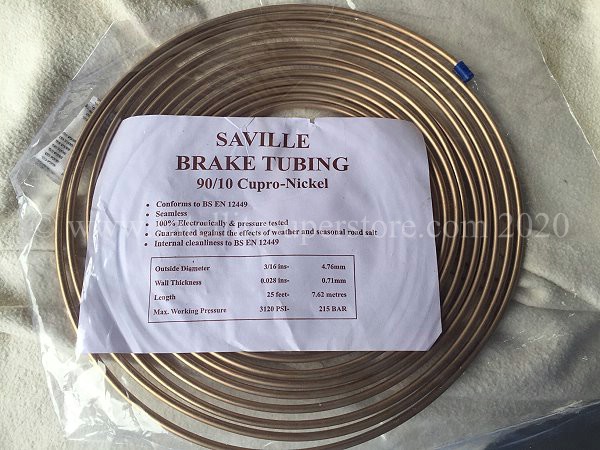 SAVILLE
BRAKE TUBING
90/10 Cupro-Nickel
• Conforms to BS EN 12449
• Seamless
• 100% Electronically & pressure tested
• Guaranteed against the effects of weather and seasonal road salt
• Internal cleanliness to BS EN 12449
Outside Diameter 3/16 ins- 4.76mm
Wall Thickness 0.028 ins- 0.71mm
Length 25 feet- 7.62 metres
Max. Working Pressure 3120 PSI- 215 BAR
2020